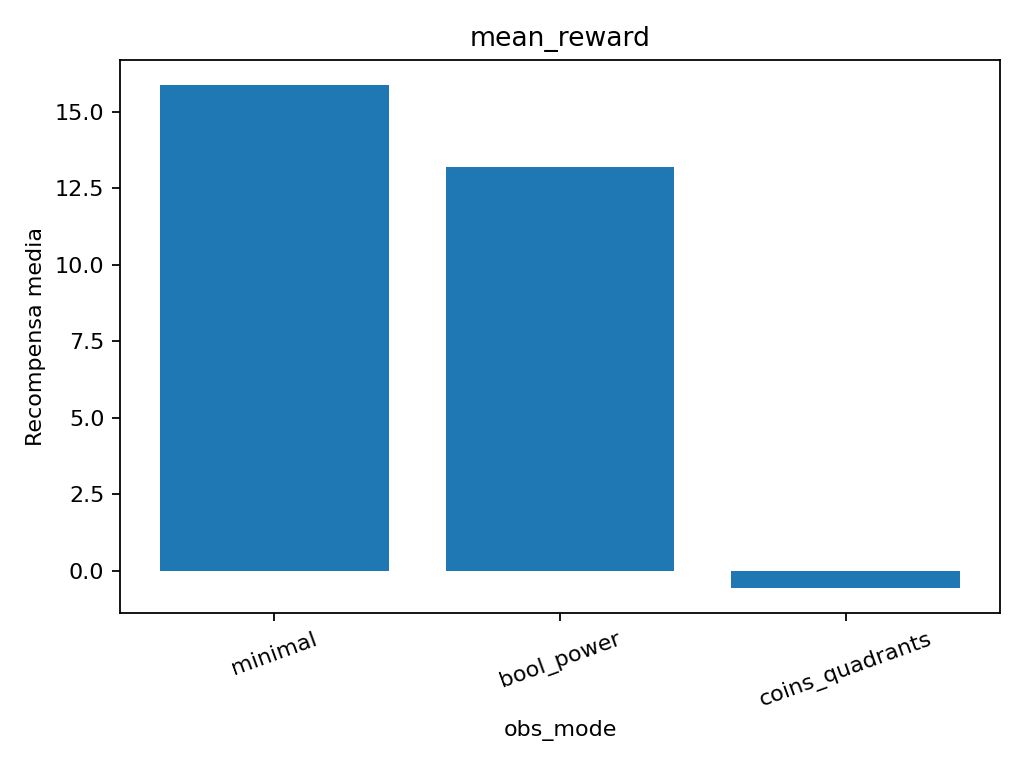 mean_reward
Recompensa media
15.0
12.5
10.0
7.5
5.0
2.5
0.0
minimal
bool_power
coins_quadrants
obs_mode